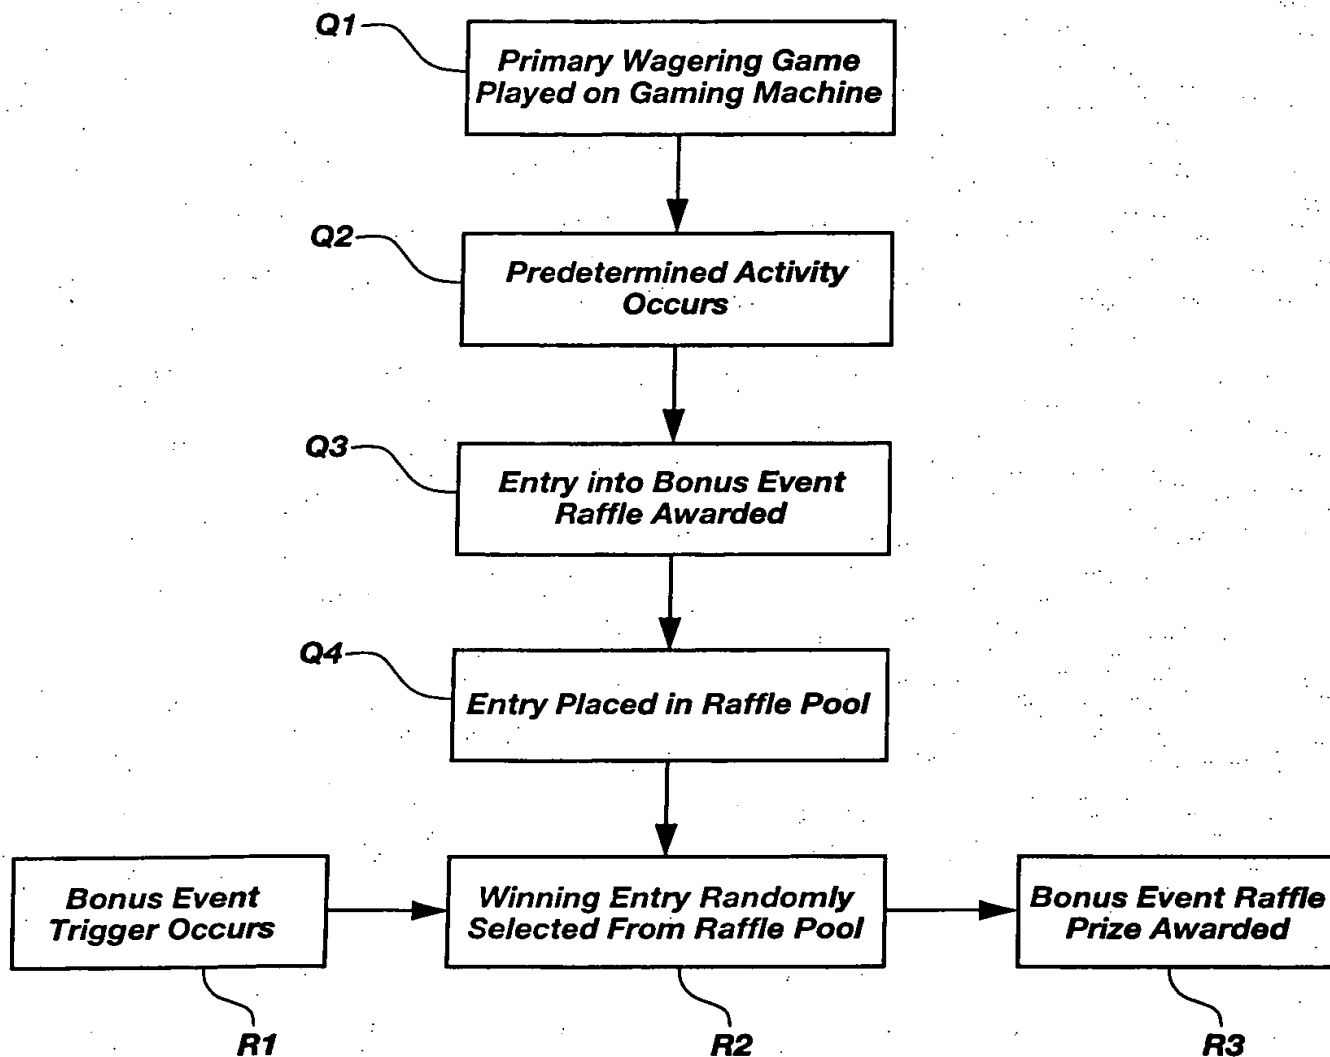 Q1
Primary Wagering Game
Played on Gaming Machine
Q2
Predetermined Activity
Occurs
Q3
Entry into Bonus Event
Raffle Awarded
Q4
Entry Placed in Raffle Pool
Bonus Event
Trigger Occurs
Winning Entry Randomly
Selected From Raffle Pool
Bonus Event Raffle
Prize Awarded
R1
R2
R3